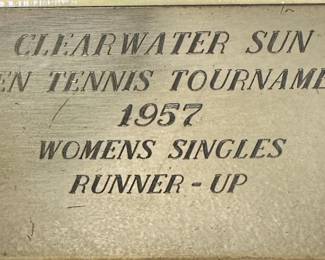 CLEARWATER SUN
EN TENNIS TOURNAME
1957
WOMENS SINGLES
RUNNER-UP